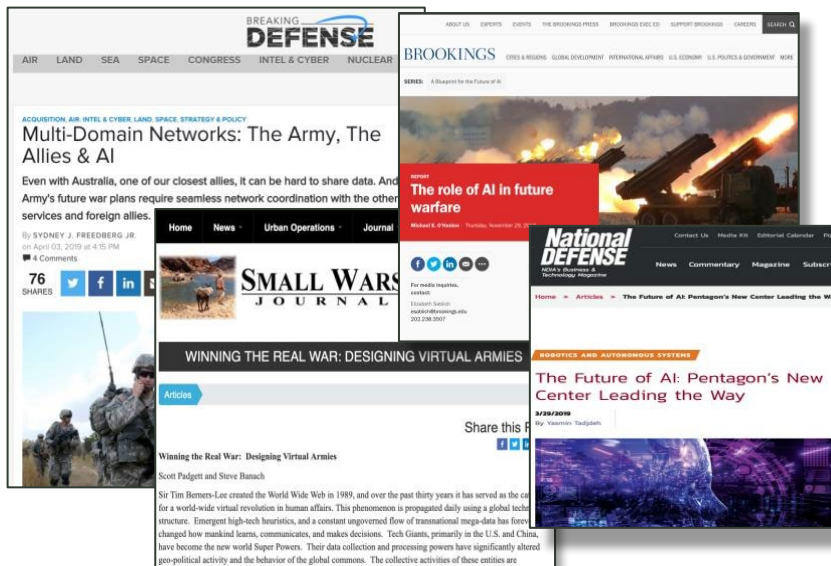 BREAKING
DEFENSE
AIR LAND SEA SPACE CONGRESS INTEL & CYBER NUCLEAR
ACQUISITION, AIR, INTEL & CYBER, LAND, SPACE, STRATEGY & POLICY
Multi-Domain Networks: The Army, The
Allies & AI
Even with Australia, one of our closest allies, it can be hard to share data. And
Army's future war plans require seamless network coordination with the other
services and foreign allies.
By SYDNEY J. FREEDBERG JR.
on April 03, 2019 at 4:15 PM
4 Comments
76
SHARES
ABOUT US EXPERTS EVENTS THE BROOKINGS PRESS BROOKINGS EXEC ED SUPPORT BROOKINGS CAREERS SEARCH
BROOKINGS CITIES & REGIONS GLOBAL DEVELOPMENT INTERNATIONAL AFFAIRS U.S. ECONOMY U.S. POLITICS & GOVERNMENT MORE
SERIES: A Blueprint for the Future of AI
REPORT
The role of AI in future
warfare
Michael E. O'Hanlon Thursday, November 29,
For media inquiries,
contact:
202.238.3507
Home News Urban Operations Journal
SMALL WARS
JOURNAL
WINNING THE REAL WAR: DESIGNING VIRTUAL ARMIES
Articles
Share this
Winning the Real War: Designing Virtual Armies
Scott Padgett and Steve Banach
Sir Tim Berners-Lee created the World Wide Web in 1989, and over the past thirty years it has served as the
for a world-wide virtual revolution in human affairs. This phenomenon is propagated daily using a global
structure. Emergent high-tech heuristics, and a constant ungoverned flow of transnational mega-data has
changed how mankind learns, communicates, and makes decisions. Tech Giants, primarily in the U.S. and China,
have become the new world Super Powers. Their data collection and processing powers have significantly altered
geo-political activity and the behavior of the global commons. The collective activities of these entities are
National
DEFENSE
NDIA's Business &
Technology Magazine
Contact Us Media Kit Editorial Calendar
News Commentary Magazine
Home > Articles > The Future of AI: Pentagon's New Center Leading the
ROBOTICS AND AUTONOMOUS SYSTEMS
The Future of AI: Pentagon's New
Center Leading the Way
3/29/2019
By Yasmin Tadjdeh